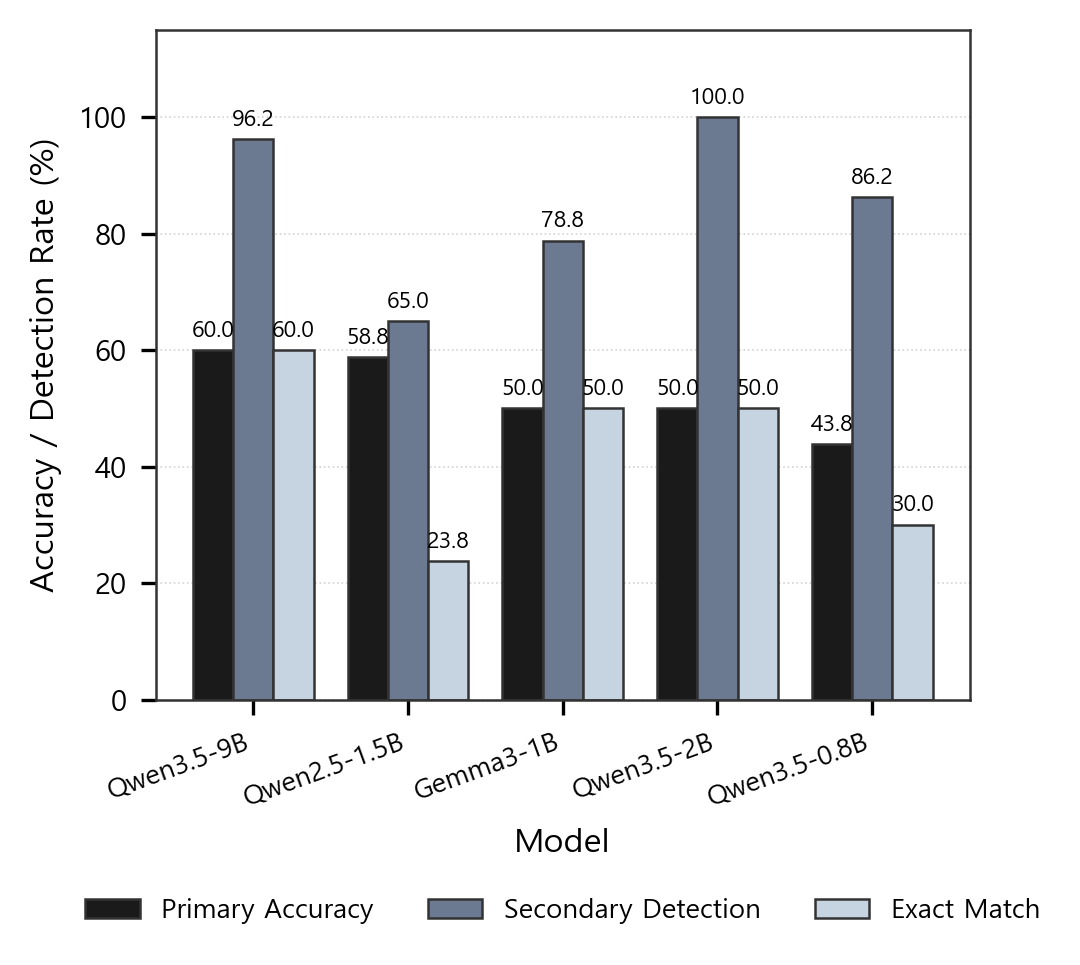 Accuracy / Detection Rate (%)
100
80
60
40
20
0
96.2
60.0
60.0
58.8
65.0
23.8
50.0
78.8
50.0
50.0
100.0
50.0
43.8
86.2
30.0
Qwen3.5-9B
Qwen2.5-1.5B
Gemma3-1B
Qwen3.5-2B
Qwen3.5-0.8B
Model
Primary Accuracy
Secondary Detection
Exact Match